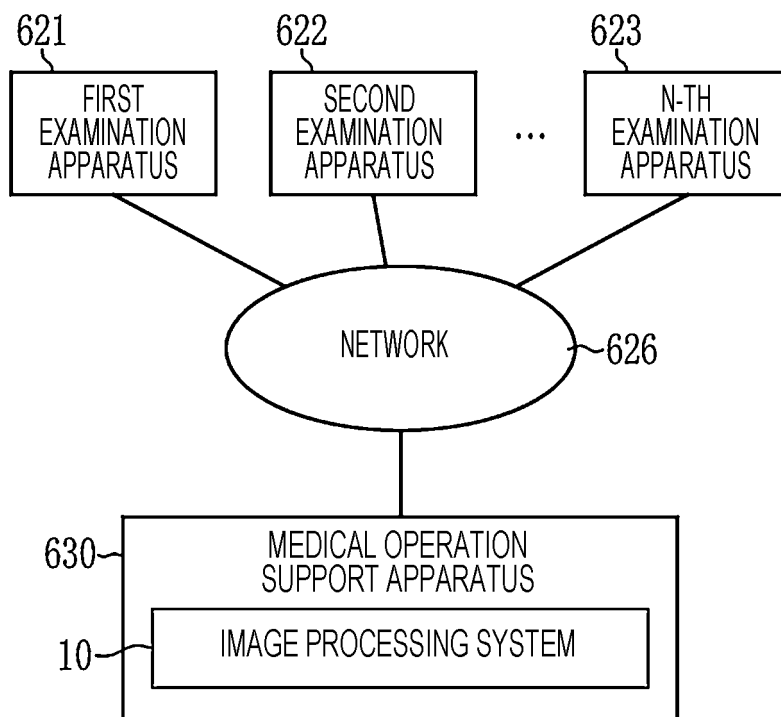 621
622
623
FIRST
EXAMINATION
APPARATUS
SECOND
EXAMINATION
APPARATUS
...
N-TH
EXAMINATION
APPARATUS
NETWORK
626
630
MEDICAL OPERATION
SUPPORT APPARATUS
10
IMAGE PROCESSING SYSTEM